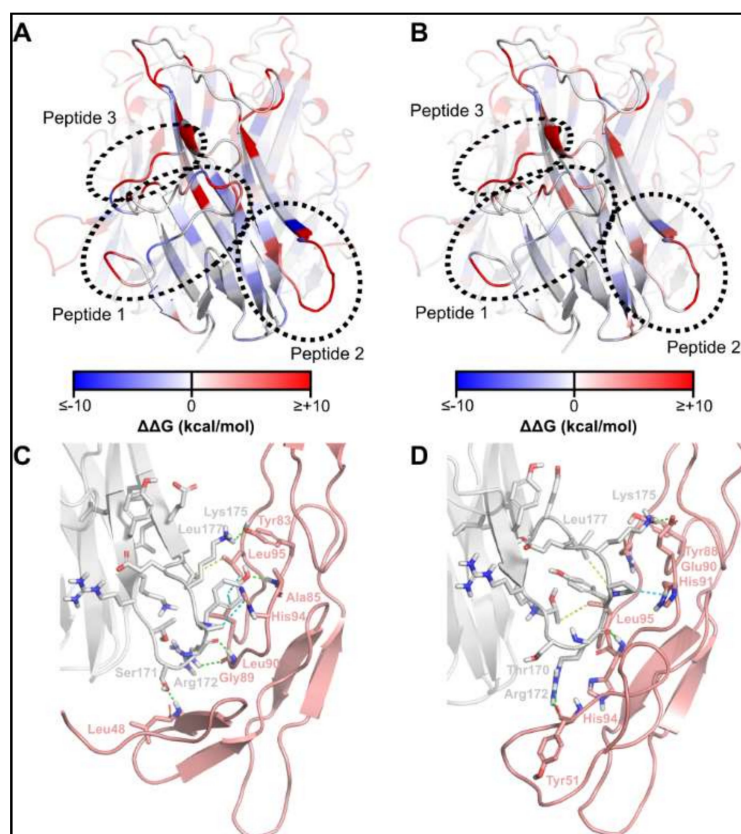 A
B
Peptide 3
Peptide 3
Peptide 1
Peptide 1
Peptide 2
Peptide 2
≤-10 0 ≥+10
≤-10 0 ≥+10
ΔΔG (kcal/mol)
ΔΔG (kcal/mol)
C
D
Lys175
Leu177
Tyr83
Leu95
Ala85
His94
Ser171
Arg172
Leu90
Gly89
Leu48
Lys175
Leu177
Tyr88
Glu90
His91
Leu95
Thr170
Arg172
His94
Tyr51